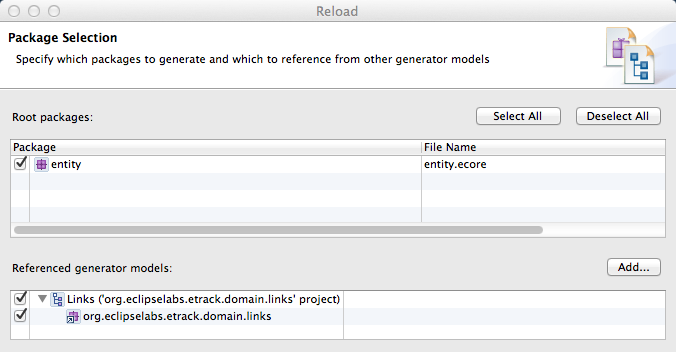 Reload
Package Selection
Specify which packages to generate and which to reference from other generator models
Root packages:
Select All
Deselect All
Package
File Name
entity
entity.ecore
Referenced generator models:
Add...
Links ('org.eclipselabs.etrack.domain.links' project)
org.eclipselabs.etrack.domain.links